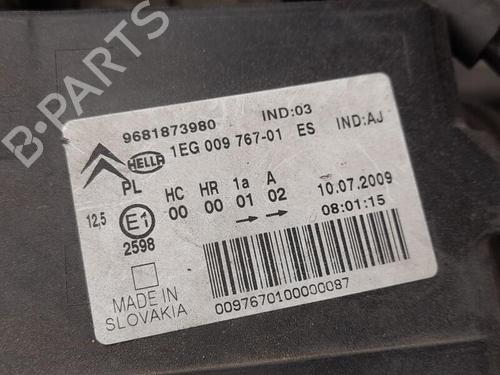 B-PARTS
9681873980 IND:03
HELLA 1EG 009 767-01 ES IND:AJ
PL HC HR 1a A 10.07.2009
12,5 E1 00 00 01 02 08:01:15
2598
MADE IN
SLOVAKIA
0097670100000087